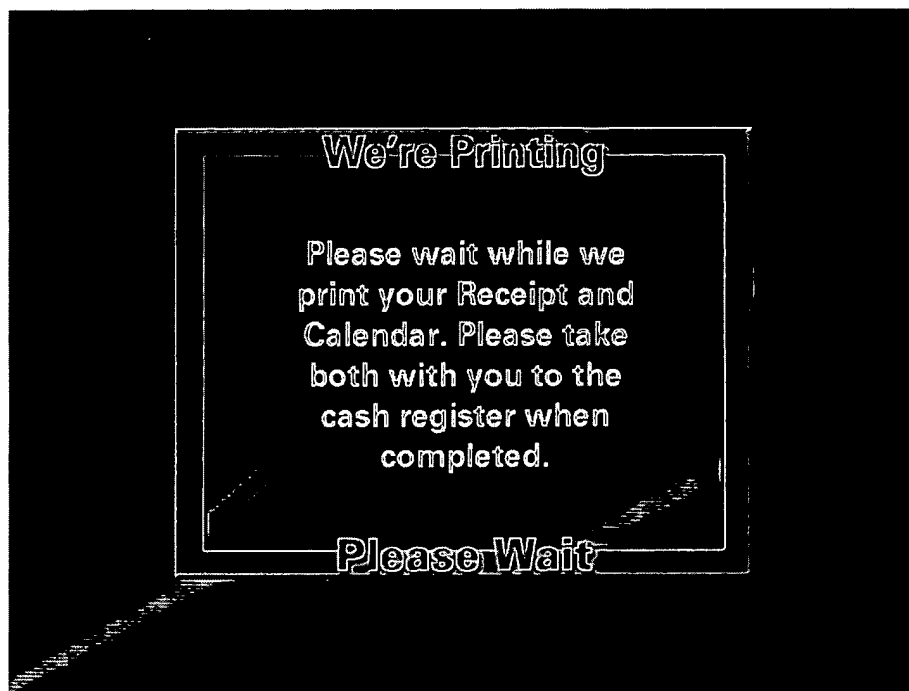 We're Printing
Please wait while we
print your Receipt and
Calendar. Please take
both with you to the
cash register when
completed.
Please Wait